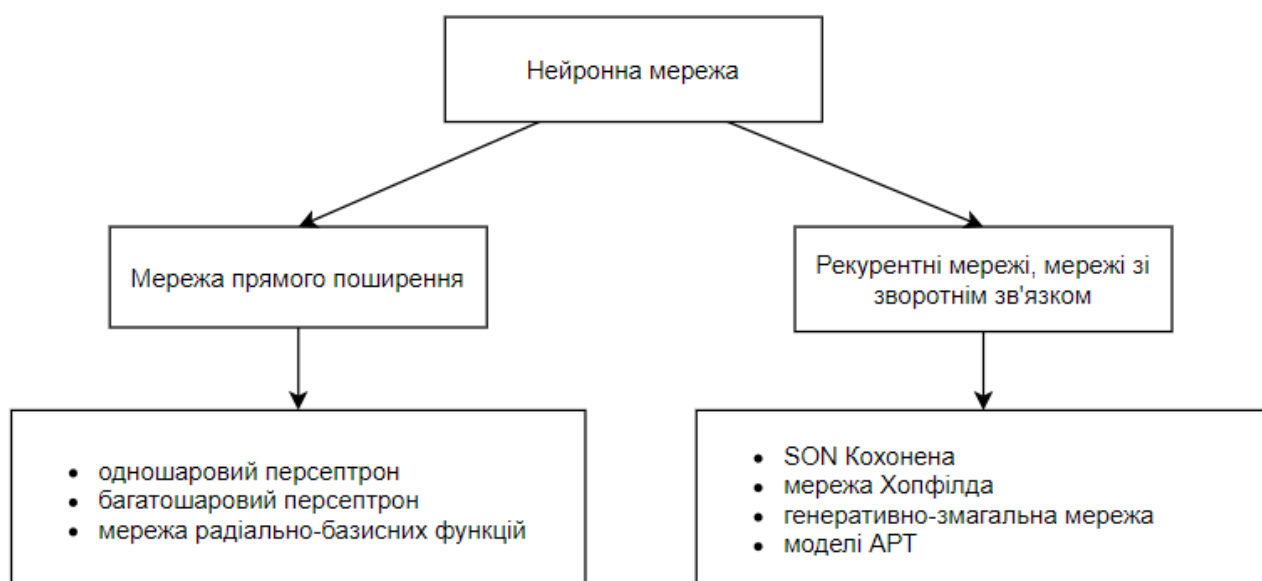 Нейронна мережа
Мережа прямого поширення
Рекурентні мережі, мережі зі
зворотнім зв'язком
• одношаровий персептрон
• багатошаровий персептрон
• мережа радіально-базисних функцій
• SON Кохонена
• мережа Хопфілда
• генеративно-змагальна мережа
• моделі АРТ